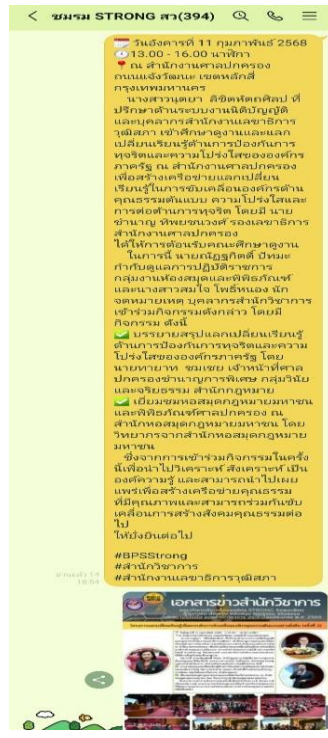 ชมรม STRONG สว(394)
วันอังคารที่ 11 กุมภาพันธ์ 2568
13.00 - 16.00 นาฬิกา
ณ สำนักงานศาลปกครอง
ถนนแจ้งวัฒนะ เขตหลักสี่
กรุงเทพมหานคร
นางสาวนุตยา ลิขิตหัตถศิลป ที่
ปรึกษาด้านระบบงานนิติบัญญัติ
และบุคลากรสำนักงานเลขาธิการ
วุฒิสภา เข้าศึกษาดูงานและแลก
เปลี่ยนเรียนรู้ด้านการป้องกันการ
ทุจริตและความโปร่งใสขององค์กร
ภาครัฐ ณ สำนักงานศาลปกครอง
เพื่อสร้างเครือข่ายแลกเปลี่ยน
เรียนรู้ในการขับเคลื่อนองค์กรด้าน
คุณธรรมต้นแบบ ความโปร่งใสและ
การต่อต้านการทุจริต โดยมี นาย
ชำนาญ ทิพยชนวงศ์ รองเลขาธิการ
สำนักงานศาลปกครอง
ได้ให้การต้อนรับคณะศึกษาดูงาน
ในการนี้ นายณัฏฐกิตติ์ ปัทมะ
กำกับดูแลการปฏิบัติราชการ
กลุ่มงานห้องสมุดและพิพิธภัณฑ์
และนางสาวสมใจ โพธิ์หนอง นัก
จดหมายเหตุ บุคลากรสำนักวิชาการ
เข้าร่วมกิจกรรมดังกล่าว โดยมี
กิจกรรม ดังนี้
บรรยายสรุปแลกเปลี่ยนเรียนรู้
ด้านการป้องกันการทุจริตและความ
โปร่งใสขององค์กรภาครัฐ โดย
นายทายาท ชมเชย เจ้าหน้าที่ศาล
ปกครองชำนาญการพิเศษ กลุ่มวินัย
และจริยธรรม สำนักกฎหมาย
เยี่ยมชมหอสมุดกฎหมายมหาชน
และพิพิธภัณฑ์ศาลปกครอง ณ
สำนักหอสมุดกฎหมายมหาชน โดย
วิทยากรจากสำนักหอสมุดกฎหมาย
มหาชน
ซึ่งจากการเข้าร่วมกิจกรรมในครั้ง
นี้เพื่อนำไปวิเคราะห์ สังเคราะห์ เป็น
องค์ความรู้ และสามารถนำไปเผย
แพร่เพื่อสร้างเครือข่ายคุณธรรม
ที่มีคุณภาพและสามารถร่วมกันขับ
เคลื่อนการสร้างสังคมคุณธรรมต่อ
ไป
ให้ยั่งยืนต่อไป
#BPSStrong
#สำนักวิชาการ
#สำนักงานเลขาธิการวุฒิสภา
อ่านแล้ว 14
16:04
เอกสารข่าวสำนักวิชาการ